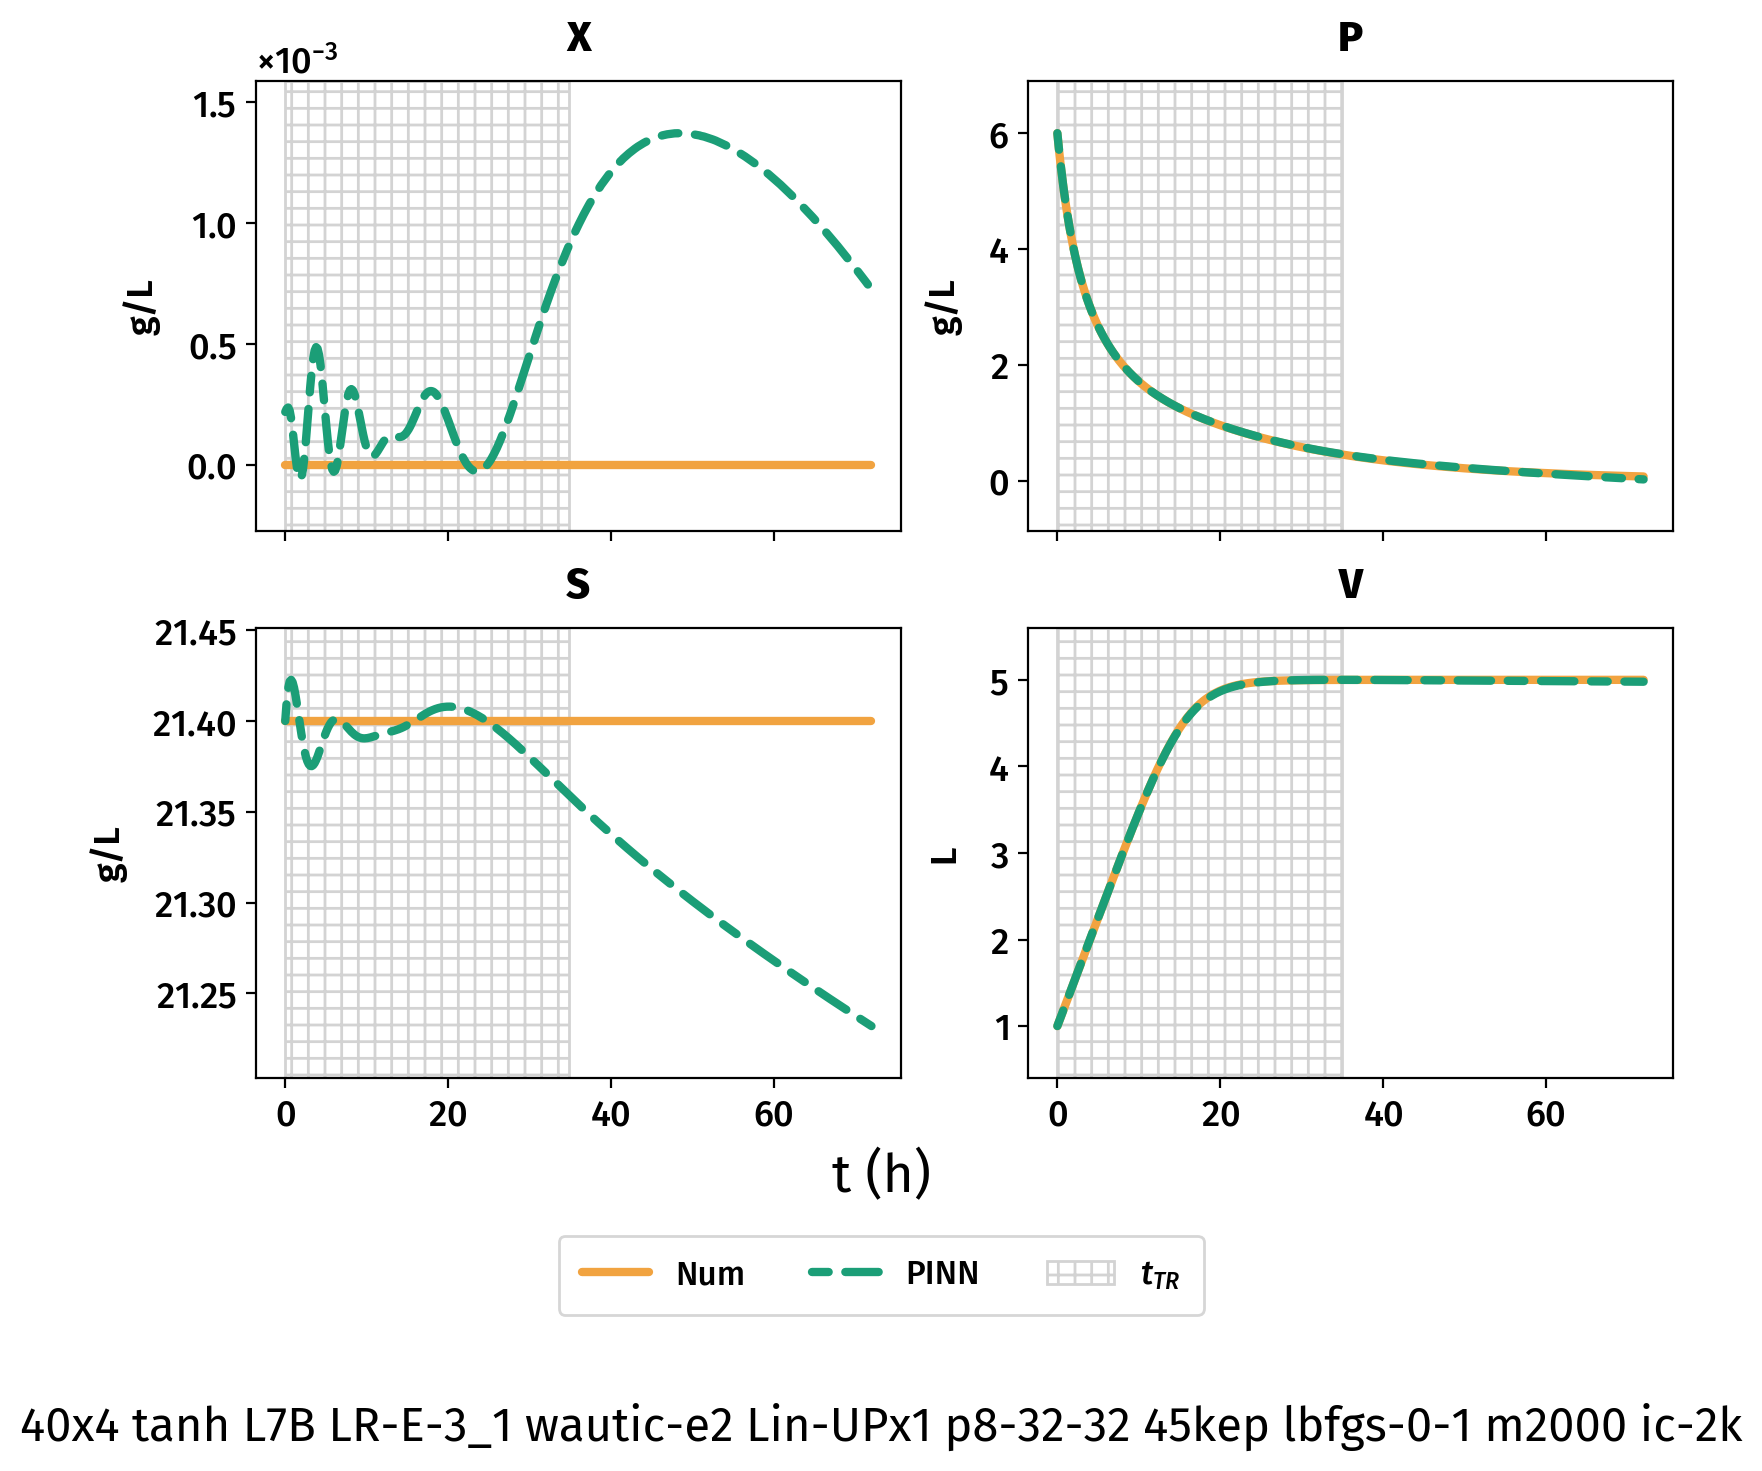 X
×10⁻³
1.5
1.0
0.5
0.0
g/L
P
6
4
2
0
g/L
S
21.45
21.40
21.35
21.30
21.25
g/L
0 20 40 60
V
5
4
3
2
1
L
0 20 40 60
t (h)
Num PINN t_TR
40x4 tanh L7B LR-E-3_1 wautic-e2 Lin-UPx1 p8-32-32 45kep lbfgs-0-1 m2000 ic-2k